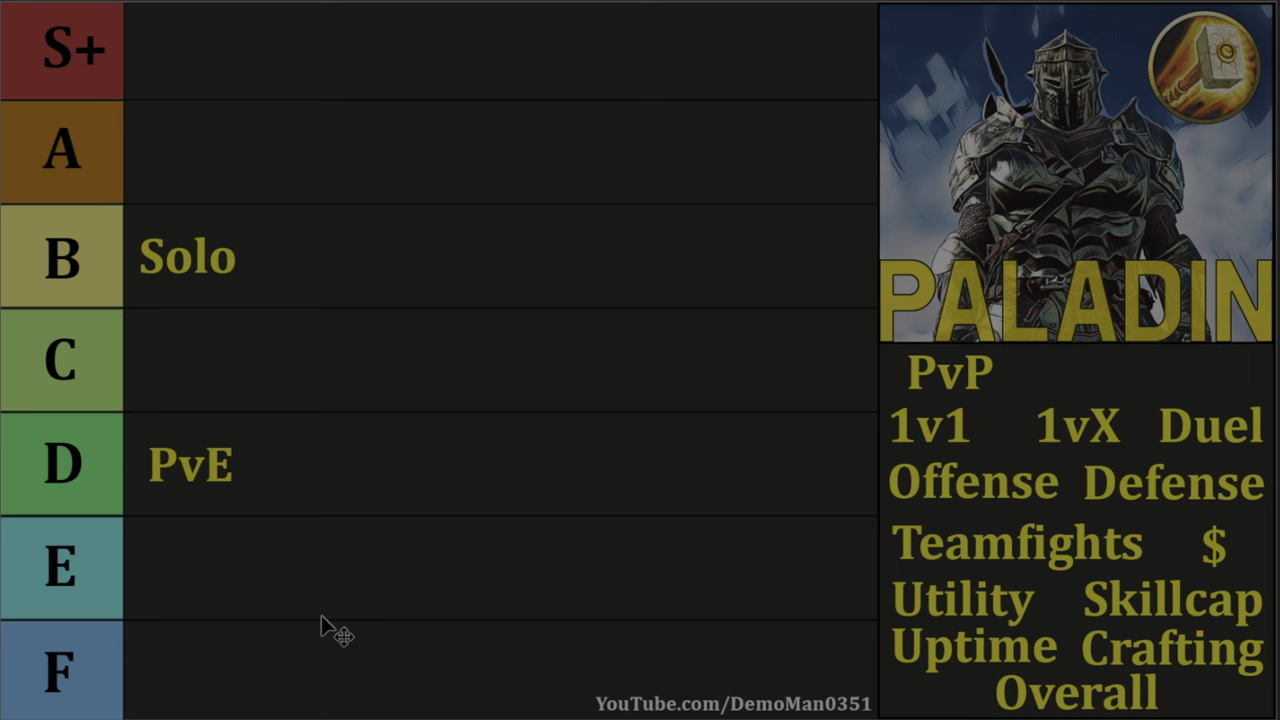 S+
A
B Solo
C
D PvE
E
F
YouTube.com/DemoMan0351
PALADIN
PvP
1v1 1vX Duel
Offense Defense
Teamfights $
Utility Skillcap
Uptime Crafting
Overall